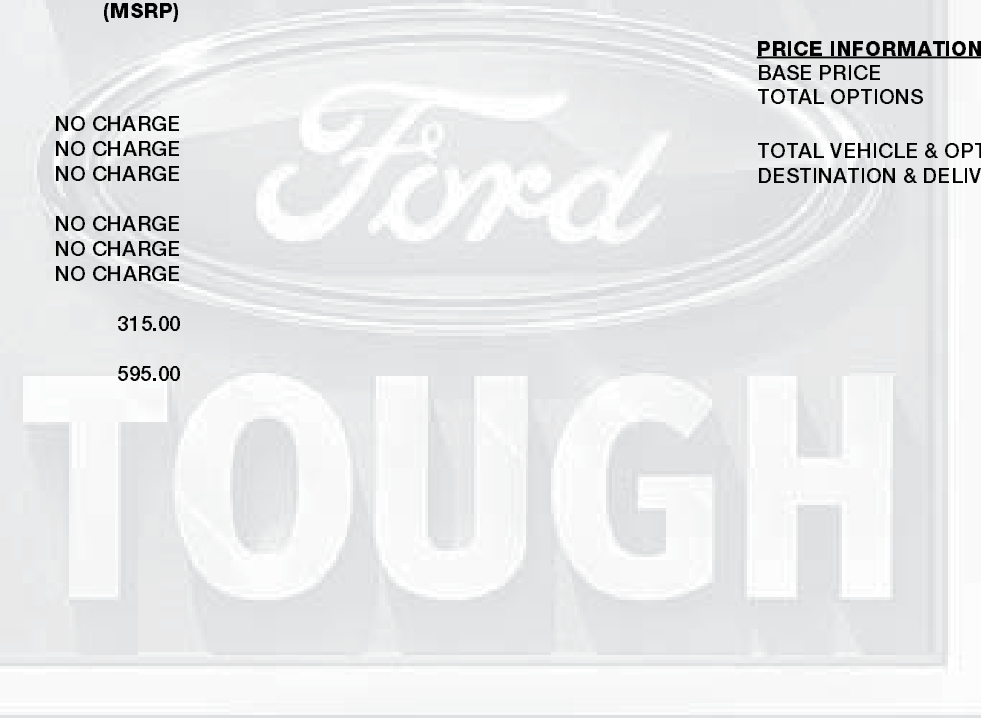 (MSRP)
NO CHARGE
NO CHARGE
NO CHARGE
NO CHARGE
NO CHARGE
NO CHARGE
315.00
595.00
PRICE INFORMATION
BASE PRICE
TOTAL OPTIONS
TOTAL VEHICLE & OPT
DESTINATION & DELIV
Ford
TOUGH